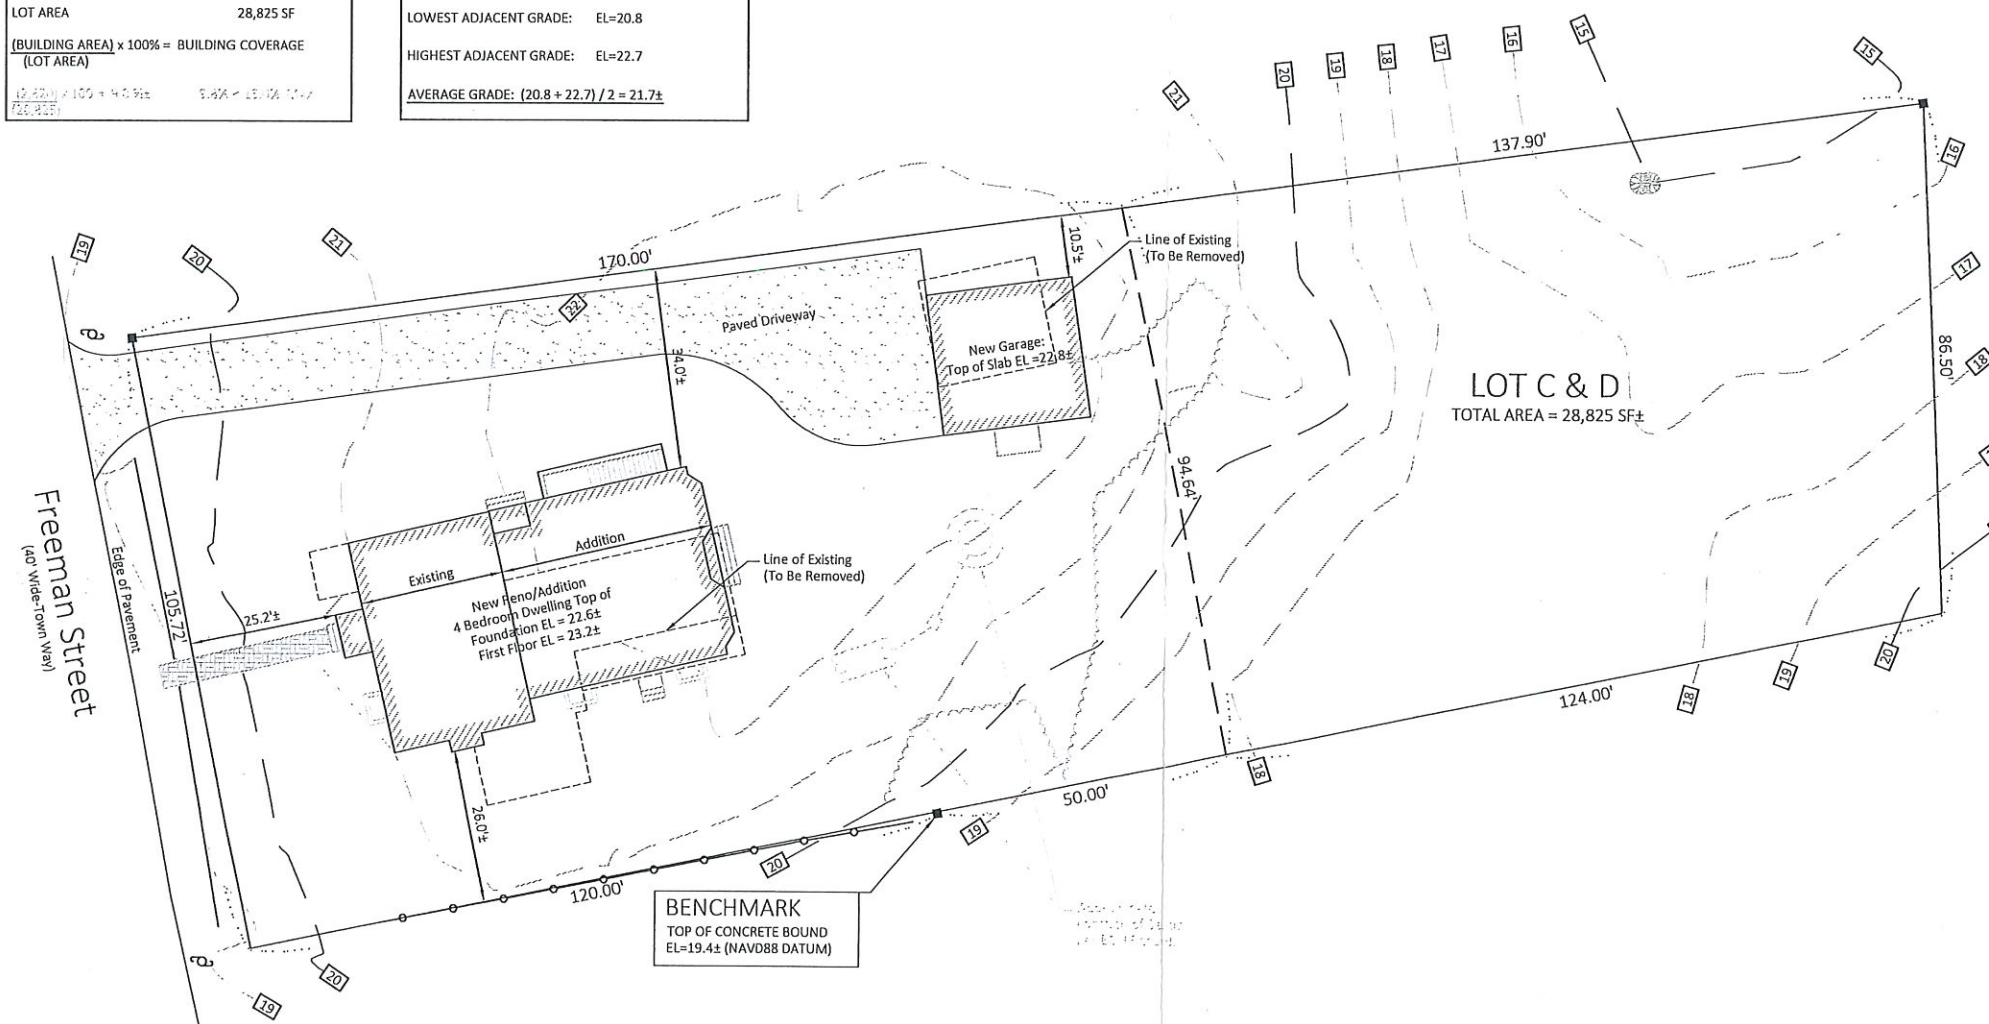 LOT AREA 28,825 SF
(BUILDING AREA) x 100% = BUILDING COVERAGE
(LOT AREA)
LOWEST ADJACENT GRADE: EL=20.8
HIGHEST ADJACENT GRADE: EL=22.7
AVERAGE GRADE: (20.8 + 22.7) / 2 = 21.7±
19
20
21
22
21
20
19
18
17
16
15
15
16
17
18
137.90'
170.00'
10.5'±
Line of Existing
(To Be Removed)
Paved Driveway
34.0'±
New Garage:
Top of Slab EL =22.8±
LOT C & D
TOTAL AREA = 28,825 SF±
86.50'
94.64'
Freeman Street
(40' Wide-Town Way)
Edge of Pavement
105.72'
25.2'±
Existing
Addition
New Reno/Addition
4 Bedroom Dwelling Top of
Foundation EL = 22.6±
First Floor EL = 23.2±
Line of Existing
(To Be Removed)
26.0'±
120.00'
50.00'
124.00'
18
19
20
18
19
20
20
19
BENCHMARK
TOP OF CONCRETE BOUND
EL=19.4± (NAVD88 DATUM)